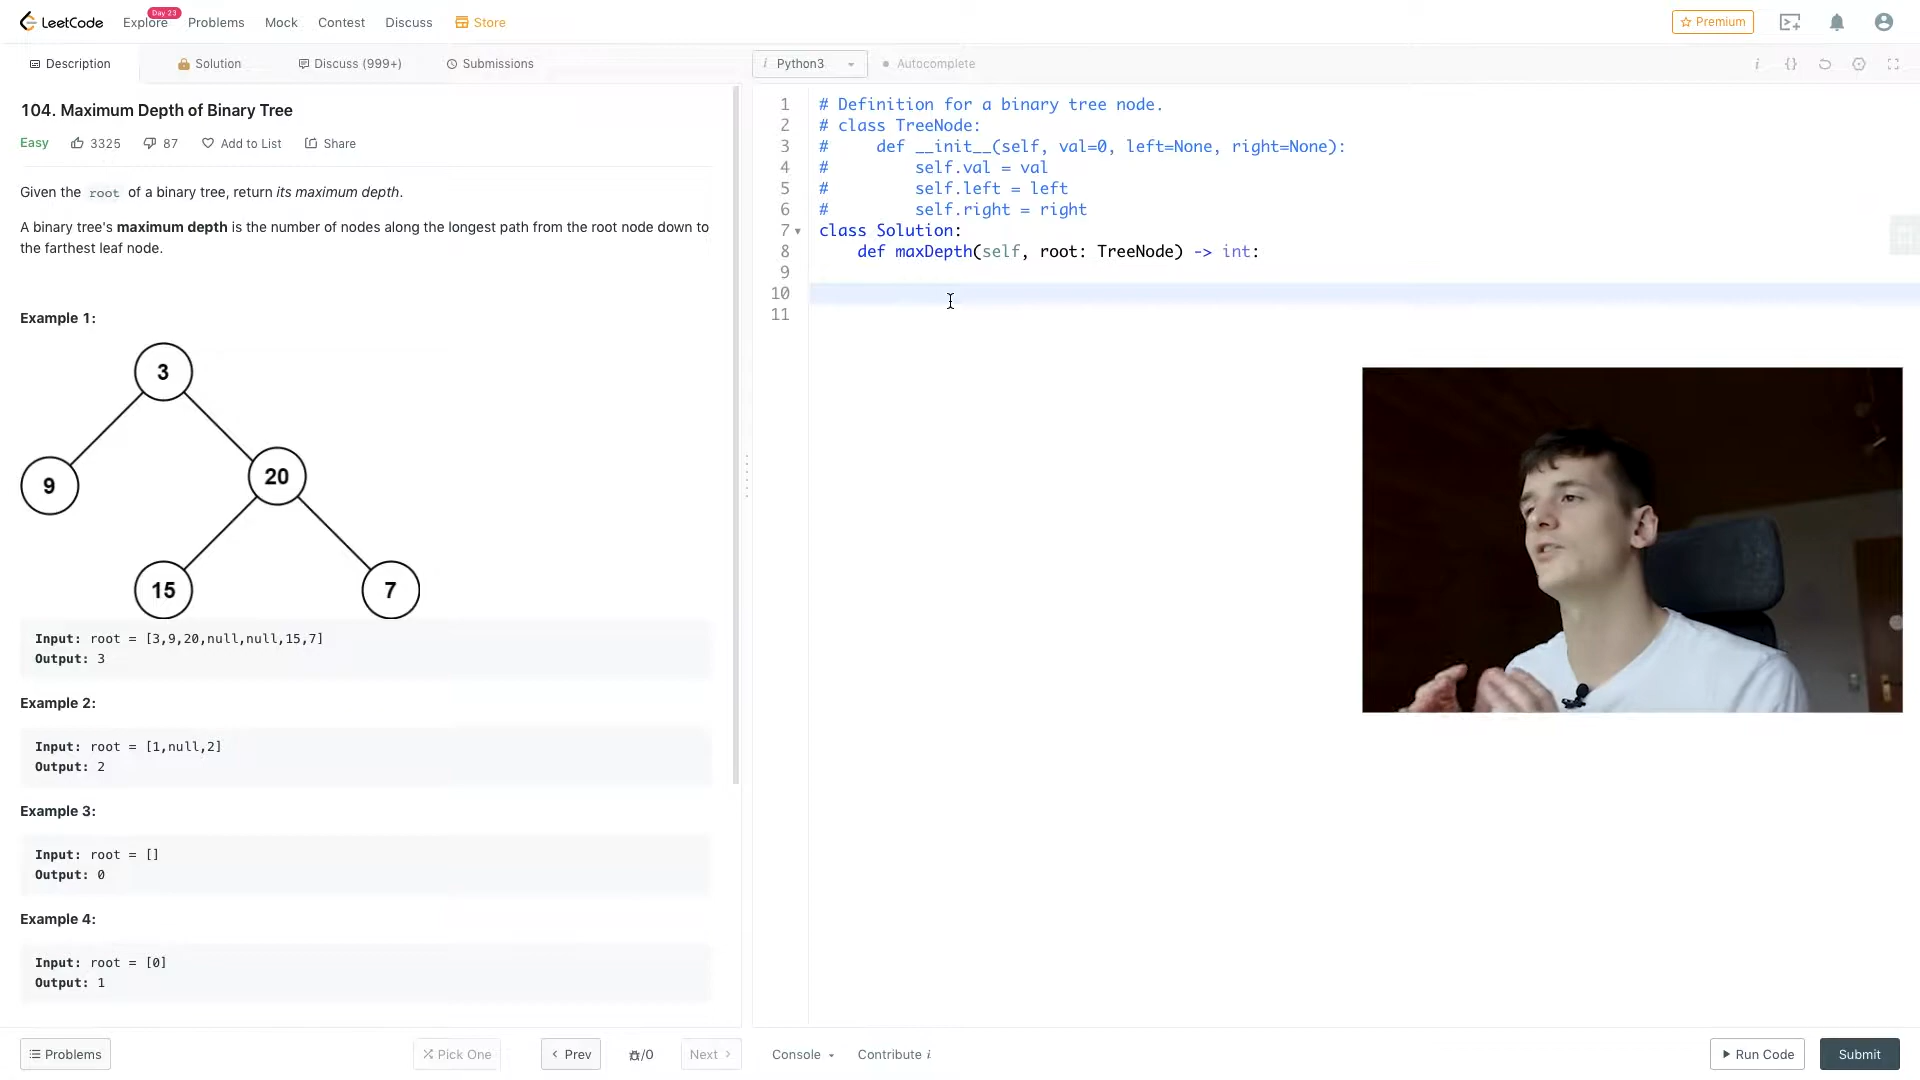 LeetCode
Explore
Day 23
Problems
Mock
Contest
Discuss
Store
Premium
Description
Solution
Discuss (999+)
Submissions
i Python3
Autocomplete
i {}
104. Maximum Depth of Binary Tree
Easy
3325
87
Add to List
Share
Given the root of a binary tree, return its maximum depth.
A binary tree's maximum depth is the number of nodes along the longest path from the root node down to
the farthest leaf node.
Example 1:
3
9
20
15
7
Input: root = [3,9,20,null,null,15,7]
Output: 3
Example 2:
Input: root = [1,null,2]
Output: 2
Example 3:
Input: root = []
Output: 0
Example 4:
Input: root = [0]
Output: 1
1 # Definition for a binary tree node.
2 # class TreeNode:
3 #     def __init__(self, val=0, left=None, right=None):
4 #         self.val = val
5 #         self.left = left
6 #         self.right = right
7 class Solution:
8     def maxDepth(self, root: TreeNode) -> int:
9
10
11
Problems
Pick One
Prev
/0
Next
Console
Contribute i
Run Code
Submit